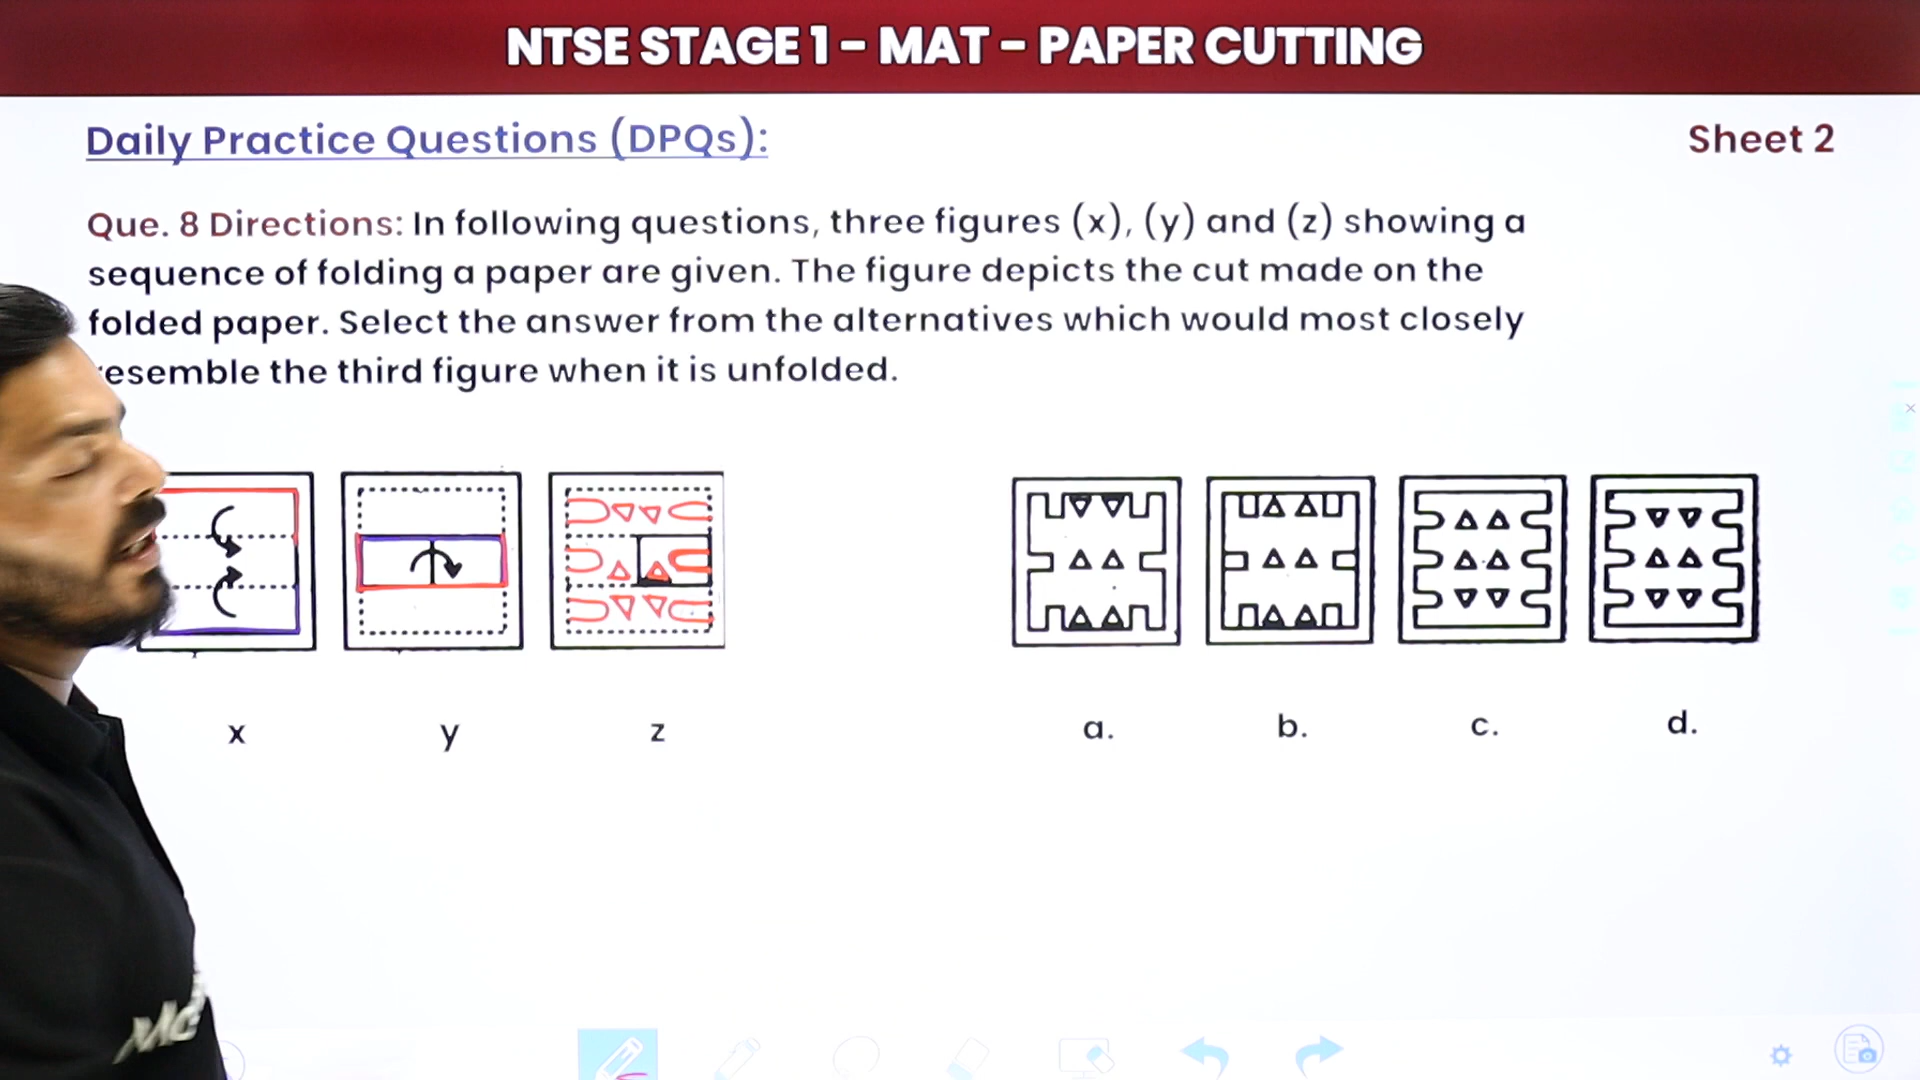 NTSE STAGE 1 – MAT – PAPER CUTTING
Daily Practice Questions (DPQs):
Sheet 2
Que. 8 Directions: In following questions, three figures (x), (y) and (z) showing a
sequence of folding a paper are given. The figure depicts the cut made on the
folded paper. Select the answer from the alternatives which would most closely
esemble the third figure when it is unfolded.
x y z a. b. c. d.